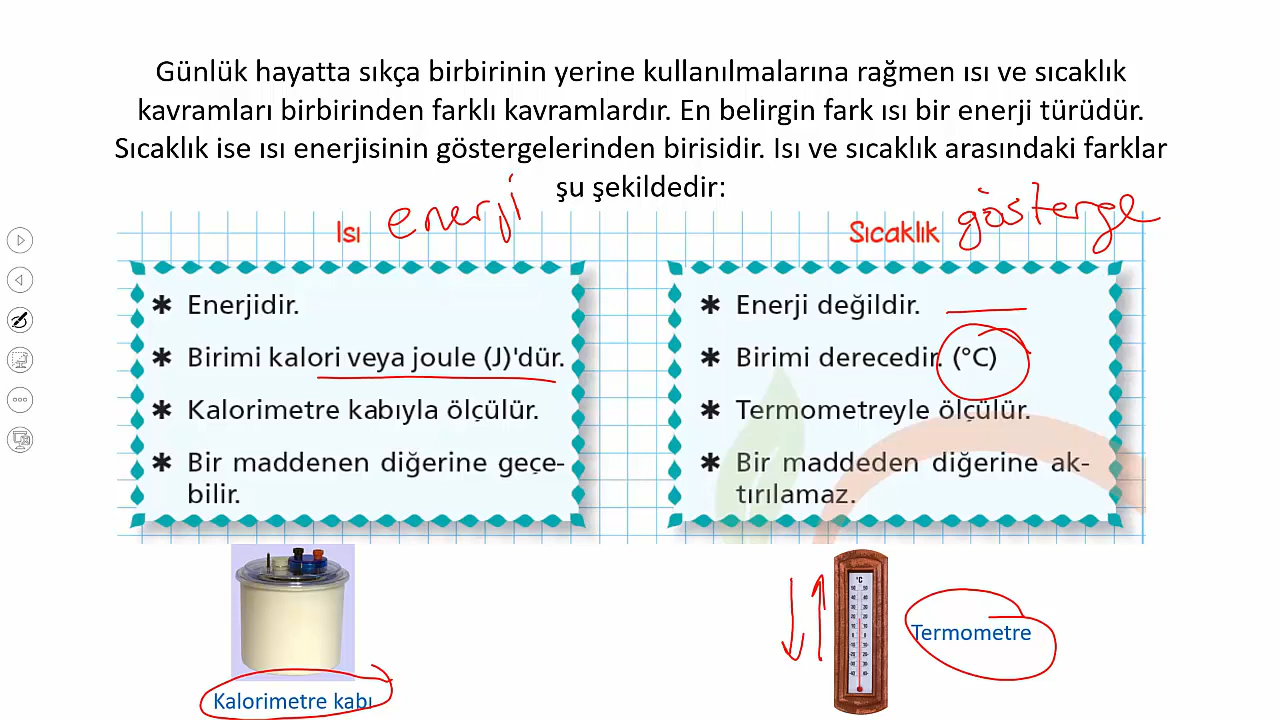 Günlük hayatta sıkça birbirinin yerine kullanılmalarına rağmen ısı ve sıcaklık
kavramları birbirinden farklı kavramlardır. En belirgin fark ısı bir enerji türüdür.
Sıcaklık ise ısı enerjisinin göstergelerinden birisidir. Isı ve sıcaklık arasındaki farklar
şu şekildedir:
Isı enerji
✱ Enerjidir.
✱ Birimi kalori veya joule (J)'dür.
✱ Kalorimetre kabıyla ölçülür.
✱ Bir maddenen diğerine geçe-
bilir.
Kalorimetre kabı
Sıcaklık gösterge
✱ Enerji değildir.
✱ Birimi derecedir. (°C)
✱ Termometreyle ölçülür.
✱ Bir maddeden diğerine ak-
tırılamaz.
°C
Termometre